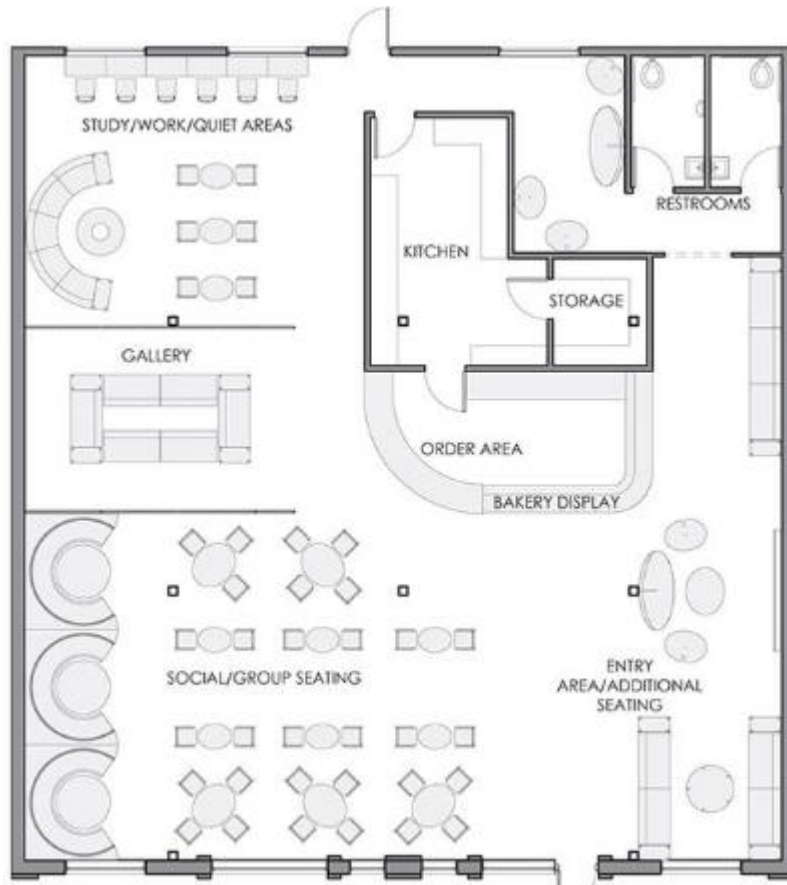 STUDY/WORK/QUIET AREAS
RESTROOMS
KITCHEN
STORAGE
GALLERY
ORDER AREA
BAKERY DISPLAY
SOCIAL/GROUP SEATING
ENTRY
AREA/ADDITIONAL
SEATING